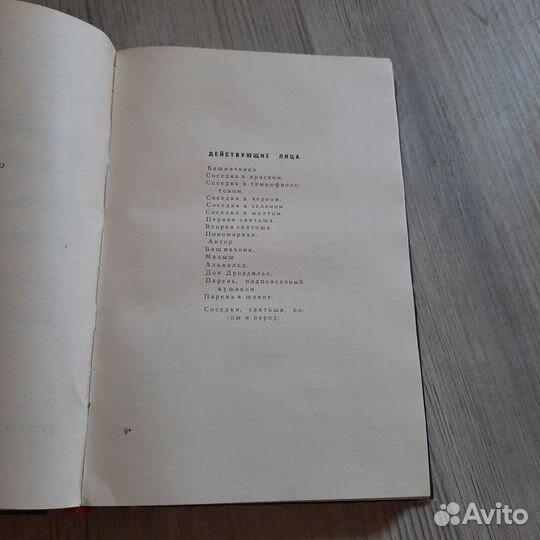 ДЕЙСТВУЮЩИЕ ЛИЦА
Башмачница.
Соседка в красном.
Соседка в темнофиоле-
товом.
Соседка в черном.
Соседка в зеленом.
Соседка в желтом.
Первая святоша.
Вторая святоша.
Пономариха.
Автор.
Башмачник.
Малыш.
Алькальд.
Дон Дроздильо.
Парень, подпоясанный
кушаком.
Парень в шляпе.
Соседки, святоши, по-
пы и народ.
9*
о
Avito